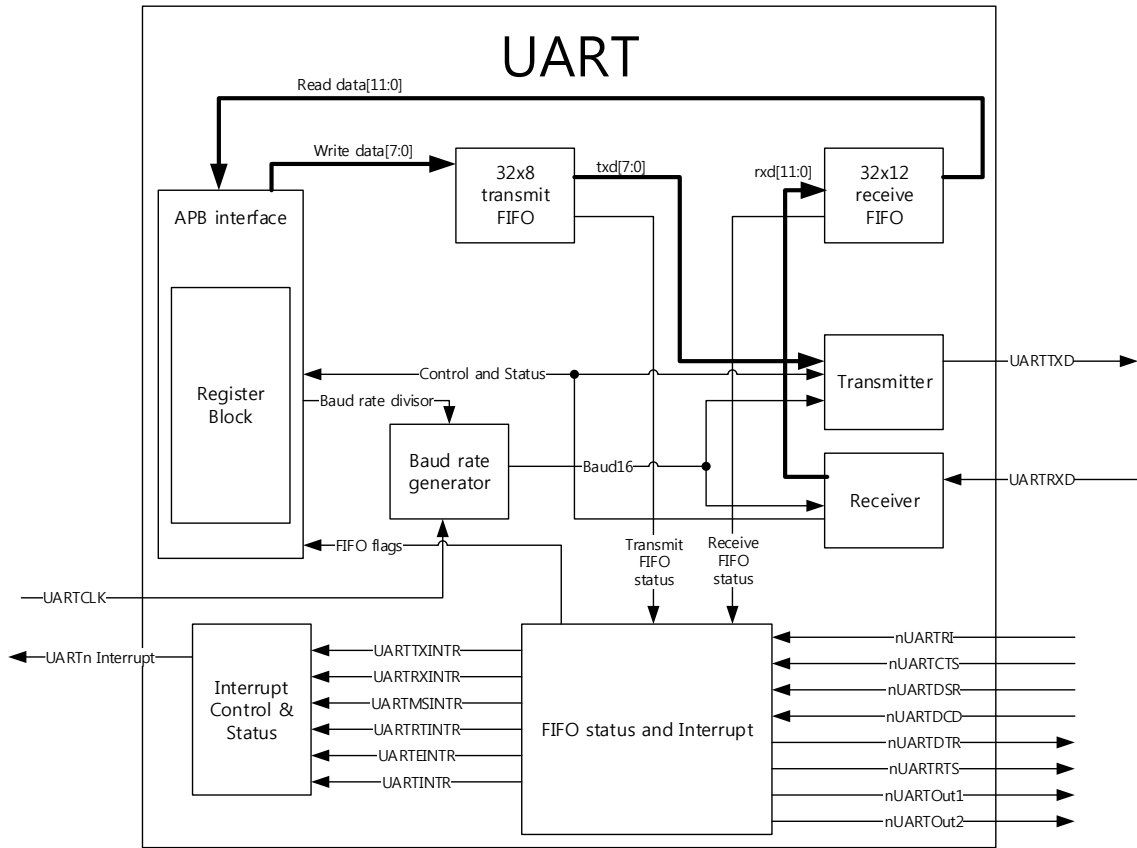 UART
Read data[11:0]
Write data[7:0]
32x8
transmit
FIFO
txd[7:0]
rxd[11:0]
32x12
receive
FIFO
APB interface
Register
Block
Control and Status
Baud rate divisor
Baud rate
generator
Baud16
Transmitter
UARTTXD
Receiver
UARTRXD
FIFO flags
Transmit
FIFO
status
Receive
FIFO
status
UARTCLK
UARTn Interrupt
Interrupt
Control &
Status
UARTTXINTR
UARTRXINTR
UARTMSINTR
UARTRTINTR
UARTEINTR
UARTINTR
FIFO status and Interrupt
nUARTRI
nUARTCTS
nUARTDSR
nUARTDCD
nUARTDTR
nUARTRTS
nUARTOut1
nUARTOut2